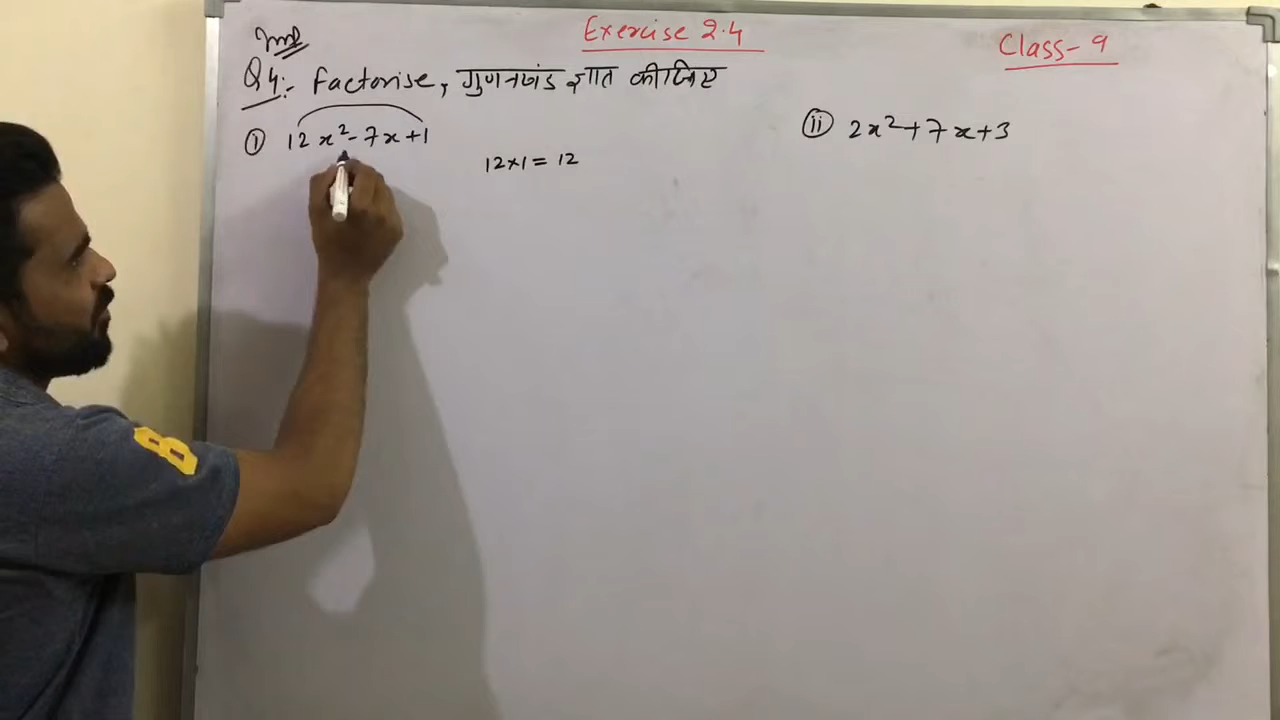 Exercise 2.4
Class-9
Imp
Q4:- Factorise, गुणनखंड ज्ञात कीजिए
(i) 12x²-7x+1
12×1=12
(ii) 2x²+7x+3
8